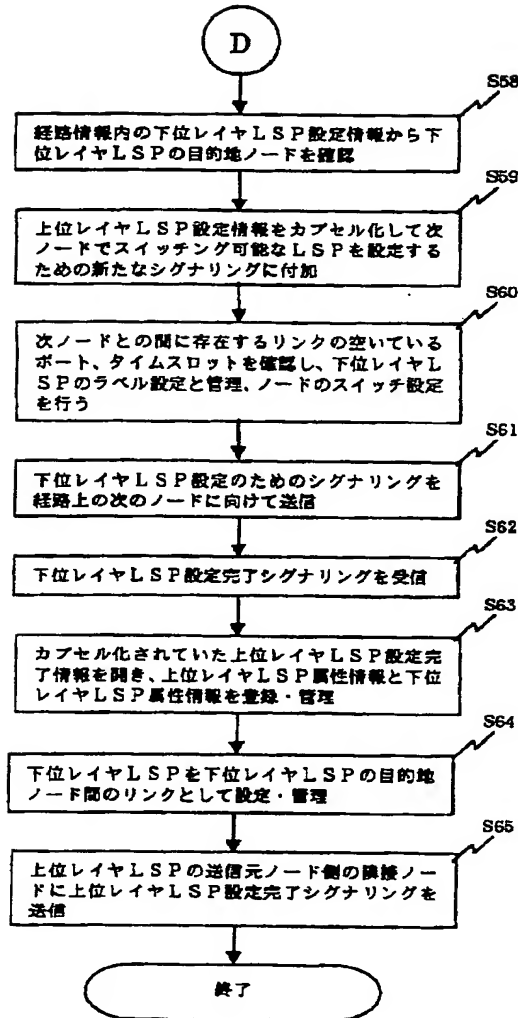 D
S58
経路情報内の下位レイヤLSP設定情報から下
位レイヤLSPの目的地ノードを確認
S59
上位レイヤLSP設定情報をカプセル化して次
ノードでスイッチング可能なLSPを設定する
ための新たなシグナリングに付加
S60
次ノードとの間に存在するリンクの空いている
ポート、タイムスロットを確認し、下位レイヤL
SPのラベル設定と管理、ノードのスイッチ設定
を行う
S61
下位レイヤLSP設定のためのシグナリングを
経路上の次のノードに向けて送信
S62
下位レイヤLSP設定完了シグナリングを受信
S63
カプセル化されていた上位レイヤLSP設定完
了情報を開き、上位レイヤLSP属性情報と下位
レイヤLSP属性情報を登録・管理
S64
下位レイヤLSPを下位レイヤLSPの目的地
ノード間のリンクとして設定・管理
S65
上位レイヤLSPの送信元ノード側の隣接ノー
ドに上位レイヤLSP設定完了シグナリングを
送信
終了